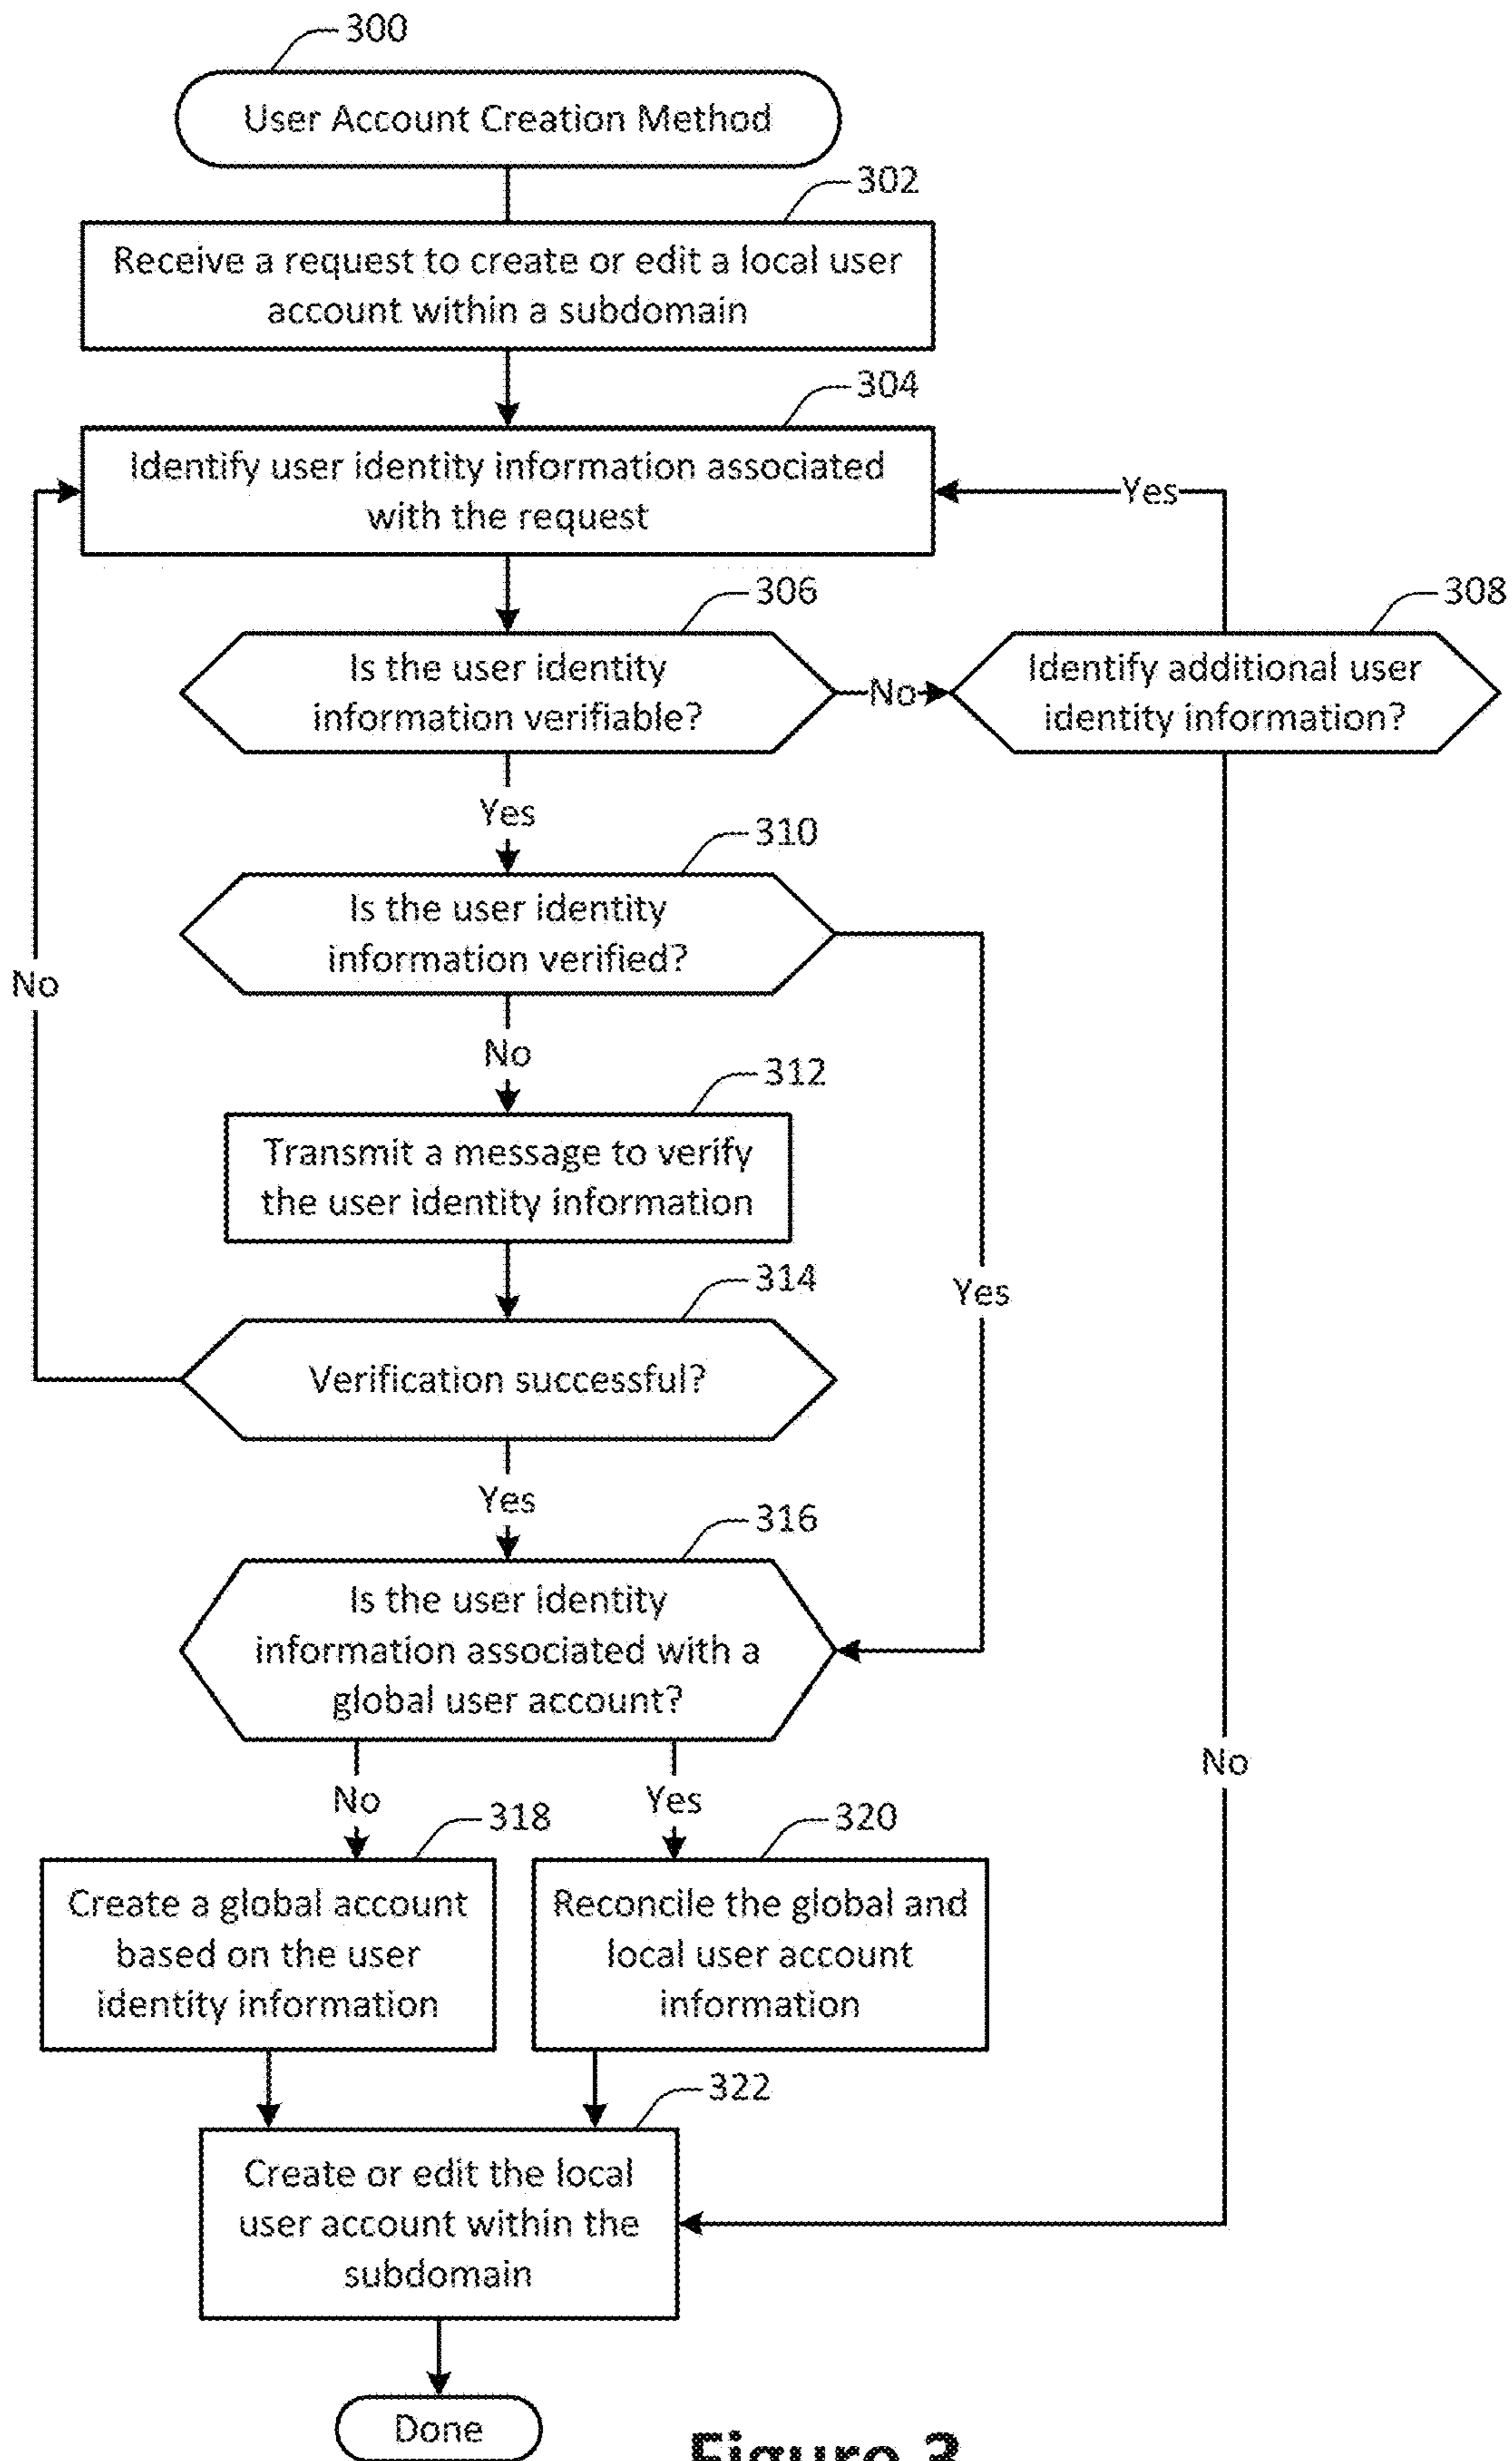 300
User Account Creation Method
302
Receive a request to create or edit a local user
account within a subdomain
304
Identify user identity information associated
with the request
Yes
306
308
Is the user identity
information verifiable?
No
Identify additional user
identity information?
Yes
310
Is the user identity
information verified?
No
No
312
Transmit a message to verify
the user identity information
314
Yes
Verification successful?
Yes
316
Is the user identity
information associated with a
global user account?
No
No
Yes
318
320
Create a global account
based on the user
identity information
Reconcile the global and
local user account
information
322
Create or edit the local
user account within the
subdomain
Done
Figure 3